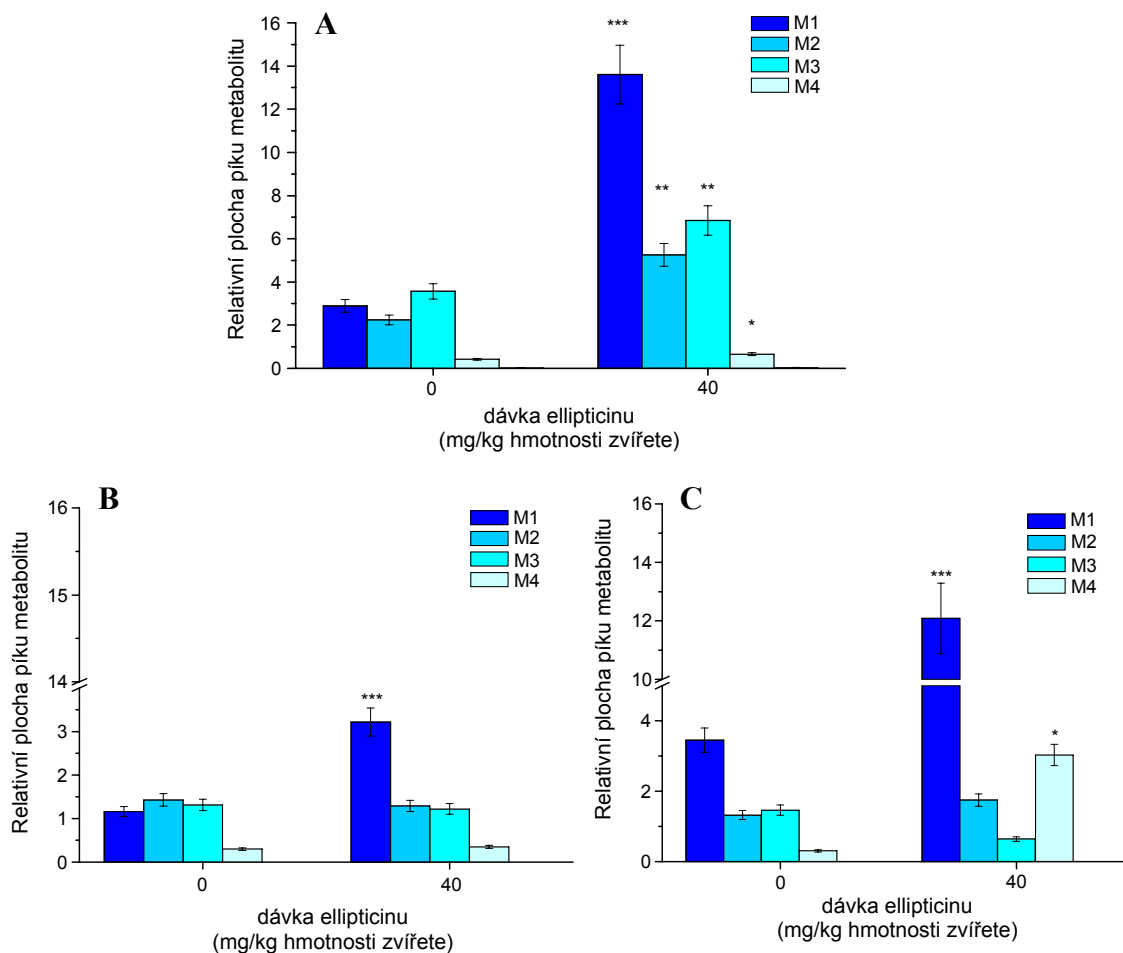 A
16
14
12
10
8
6
4
2
0
Relativní plocha píku metabolitu
***
**
**
*
M1
M2
M3
M4
0
40
dávka ellipticinu
(mg/kg hmotnosti zvířete)
B
16
15
14
3
2
1
0
Relativní plocha píku metabolitu
***
M1
M2
M3
M4
0
40
dávka ellipticinu
(mg/kg hmotnosti zvířete)
C
16
14
12
10
4
2
0
Relativní plocha píku metabolitu
***
*
M1
M2
M3
M4
0
40
dávka ellipticinu
(mg/kg hmotnosti zvířete)